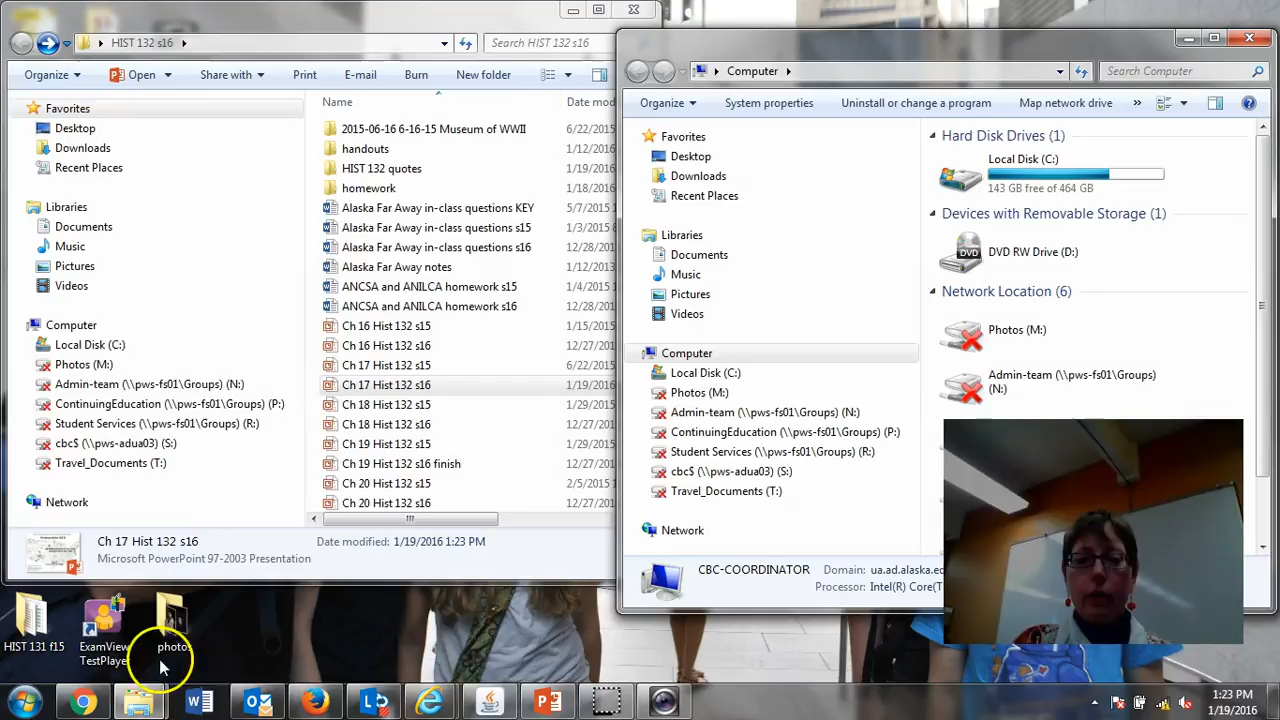 HIST 132 s16
Search HIST 132 s16
Organize Open Share with Print E-mail Burn New folder
Favorites
Desktop
Downloads
Recent Places
Libraries
Documents
Music
Pictures
Videos
Computer
Local Disk (C:)
Photos (M:)
Admin-team (\\pws-fs01\Groups) (N:)
ContinuingEducation (\\pws-fs01\Groups) (P:)
Student Services (\\pws-fs01\Groups) (R:)
cbc$ (\\pws-adua03) (S:)
Travel_Documents (T:)
Network
Name Date mod
2015-06-16 6-16-15 Museum of WWII 6/22/2015
handouts 1/12/2016
HIST 132 quotes 1/19/2016
homework 1/18/2016
Alaska Far Away in-class questions KEY 5/7/2015
Alaska Far Away in-class questions s15 1/3/2015
Alaska Far Away in-class questions s16 12/28/201
Alaska Far Away notes 1/12/2013
ANCSA and ANILCA homework s15 1/4/2015
ANCSA and ANILCA homework s16 12/28/201
Ch 16 Hist 132 s15 1/15/2015
Ch 16 Hist 132 s16 12/27/201
Ch 17 Hist 132 s15 6/22/2015
Ch 17 Hist 132 s16 1/19/2016
Ch 18 Hist 132 s15 1/29/2015
Ch 18 Hist 132 s16 12/27/201
Ch 19 Hist 132 s15 1/29/2015
Ch 19 Hist 132 s16 finish 12/27/201
Ch 20 Hist 132 s15 2/5/2015
Ch 20 Hist 132 s16 12/27/201
Ch 17 Hist 132 s16 Date modified: 1/19/2016 1:23 PM
Microsoft PowerPoint 97-2003 Presentation
Computer
Search Computer
Organize System properties Uninstall or change a program Map network drive »
Favorites
Desktop
Downloads
Recent Places
Libraries
Documents
Music
Pictures
Videos
Computer
Local Disk (C:)
Photos (M:)
Admin-team (\\pws-fs01\Groups) (N:)
ContinuingEducation (\\pws-fs01\Groups) (P:)
Student Services (\\pws-fs01\Groups) (R:)
cbc$ (\\pws-adua03) (S:)
Travel_Documents (T:)
Network
Hard Disk Drives (1)
Local Disk (C:)
143 GB free of 464 GB
Devices with Removable Storage (1)
DVD
DVD RW Drive (D:)
Network Location (6)
Photos (M:)
Admin-team (\\pws-fs01\Groups)
(N:)
CBC-COORDINATOR Domain: ua.ad.alaska.ed
Processor: Intel(R) Core(T
HIST 131 f15
ExamView
TestPlayer
photos
1:23 PM
1/19/2016